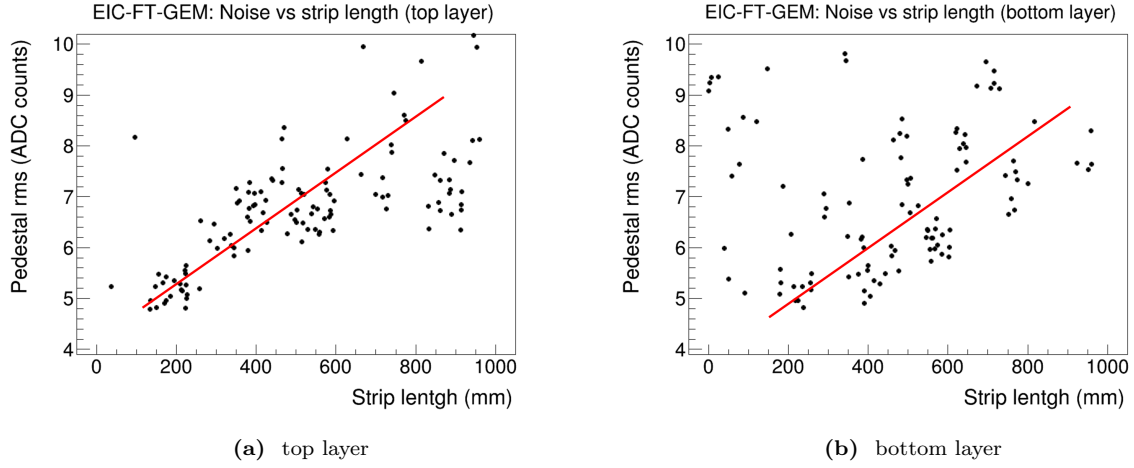 EIC-FT-GEM: Noise vs strip length (top layer)
Pedestal rms (ADC counts)
10
9
8
7
6
5
4
0 200 400 600 800 1000
Strip lentgh (mm)
(a) top layer
EIC-FT-GEM: Noise vs strip length (bottom layer)
Pedestal rms (ADC counts)
10
9
8
7
6
5
4
0 200 400 600 800 1000
Strip lentgh (mm)
(b) bottom layer